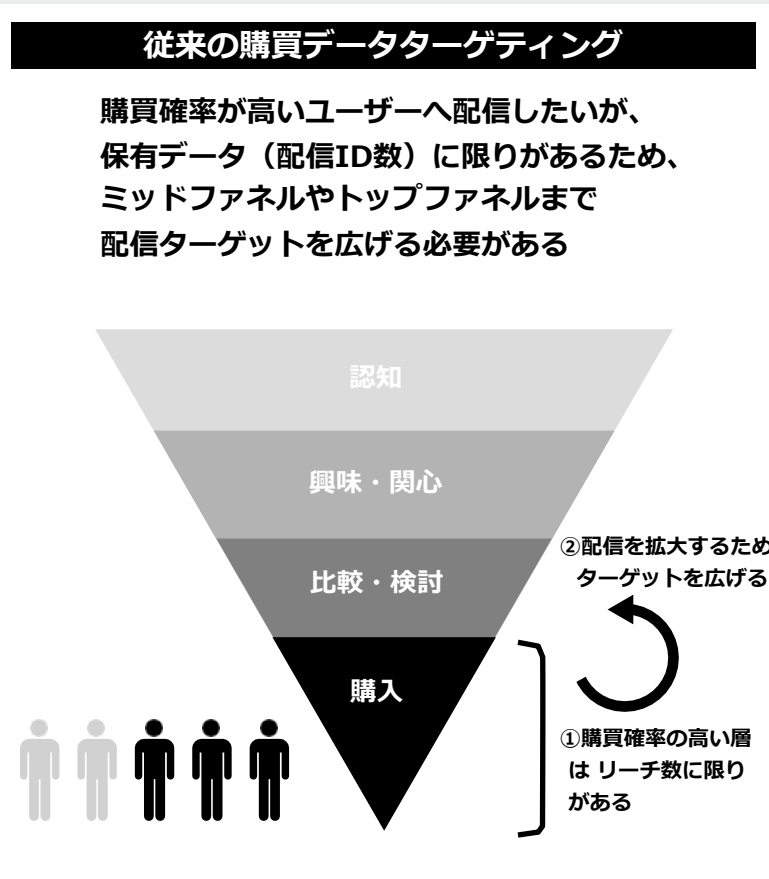 従来の購買データターゲティング
購買確率が高いユーザーへ配信したいが、
保有データ（配信ID数）に限りがあるため、
ミッドファネルやトップファネルまで
配信ターゲットを広げる必要がある
認知
興味・関心
比較・検討
購入
②配信を拡大するため
ターゲットを広げる
①購買確率の高い層
は リーチ数に限り
がある